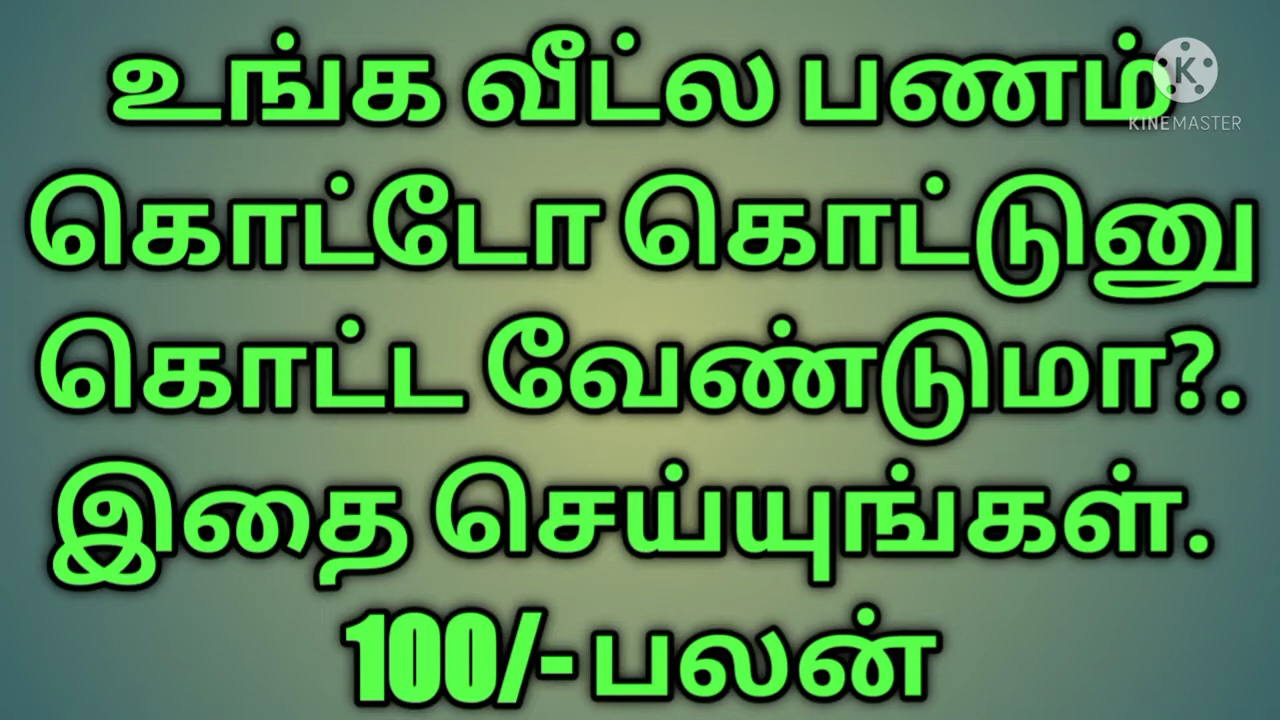 உங்க வீட்ல பணம்
KINEMASTER
கொட்டோ கொட்டுனு
கொட்ட வேண்டுமா?.
இதை செய்யுங்கள்.
100/- பலன்